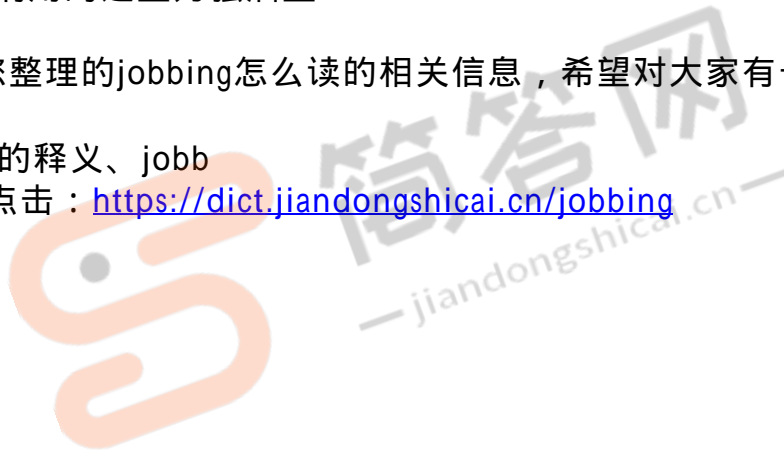 整理的jobbing怎么读的相关信息，希望对大家有
的释义、jobb
点击：https://dict.jiandongshicai.cn/jobbing
简答网
jiandongshicai.cn